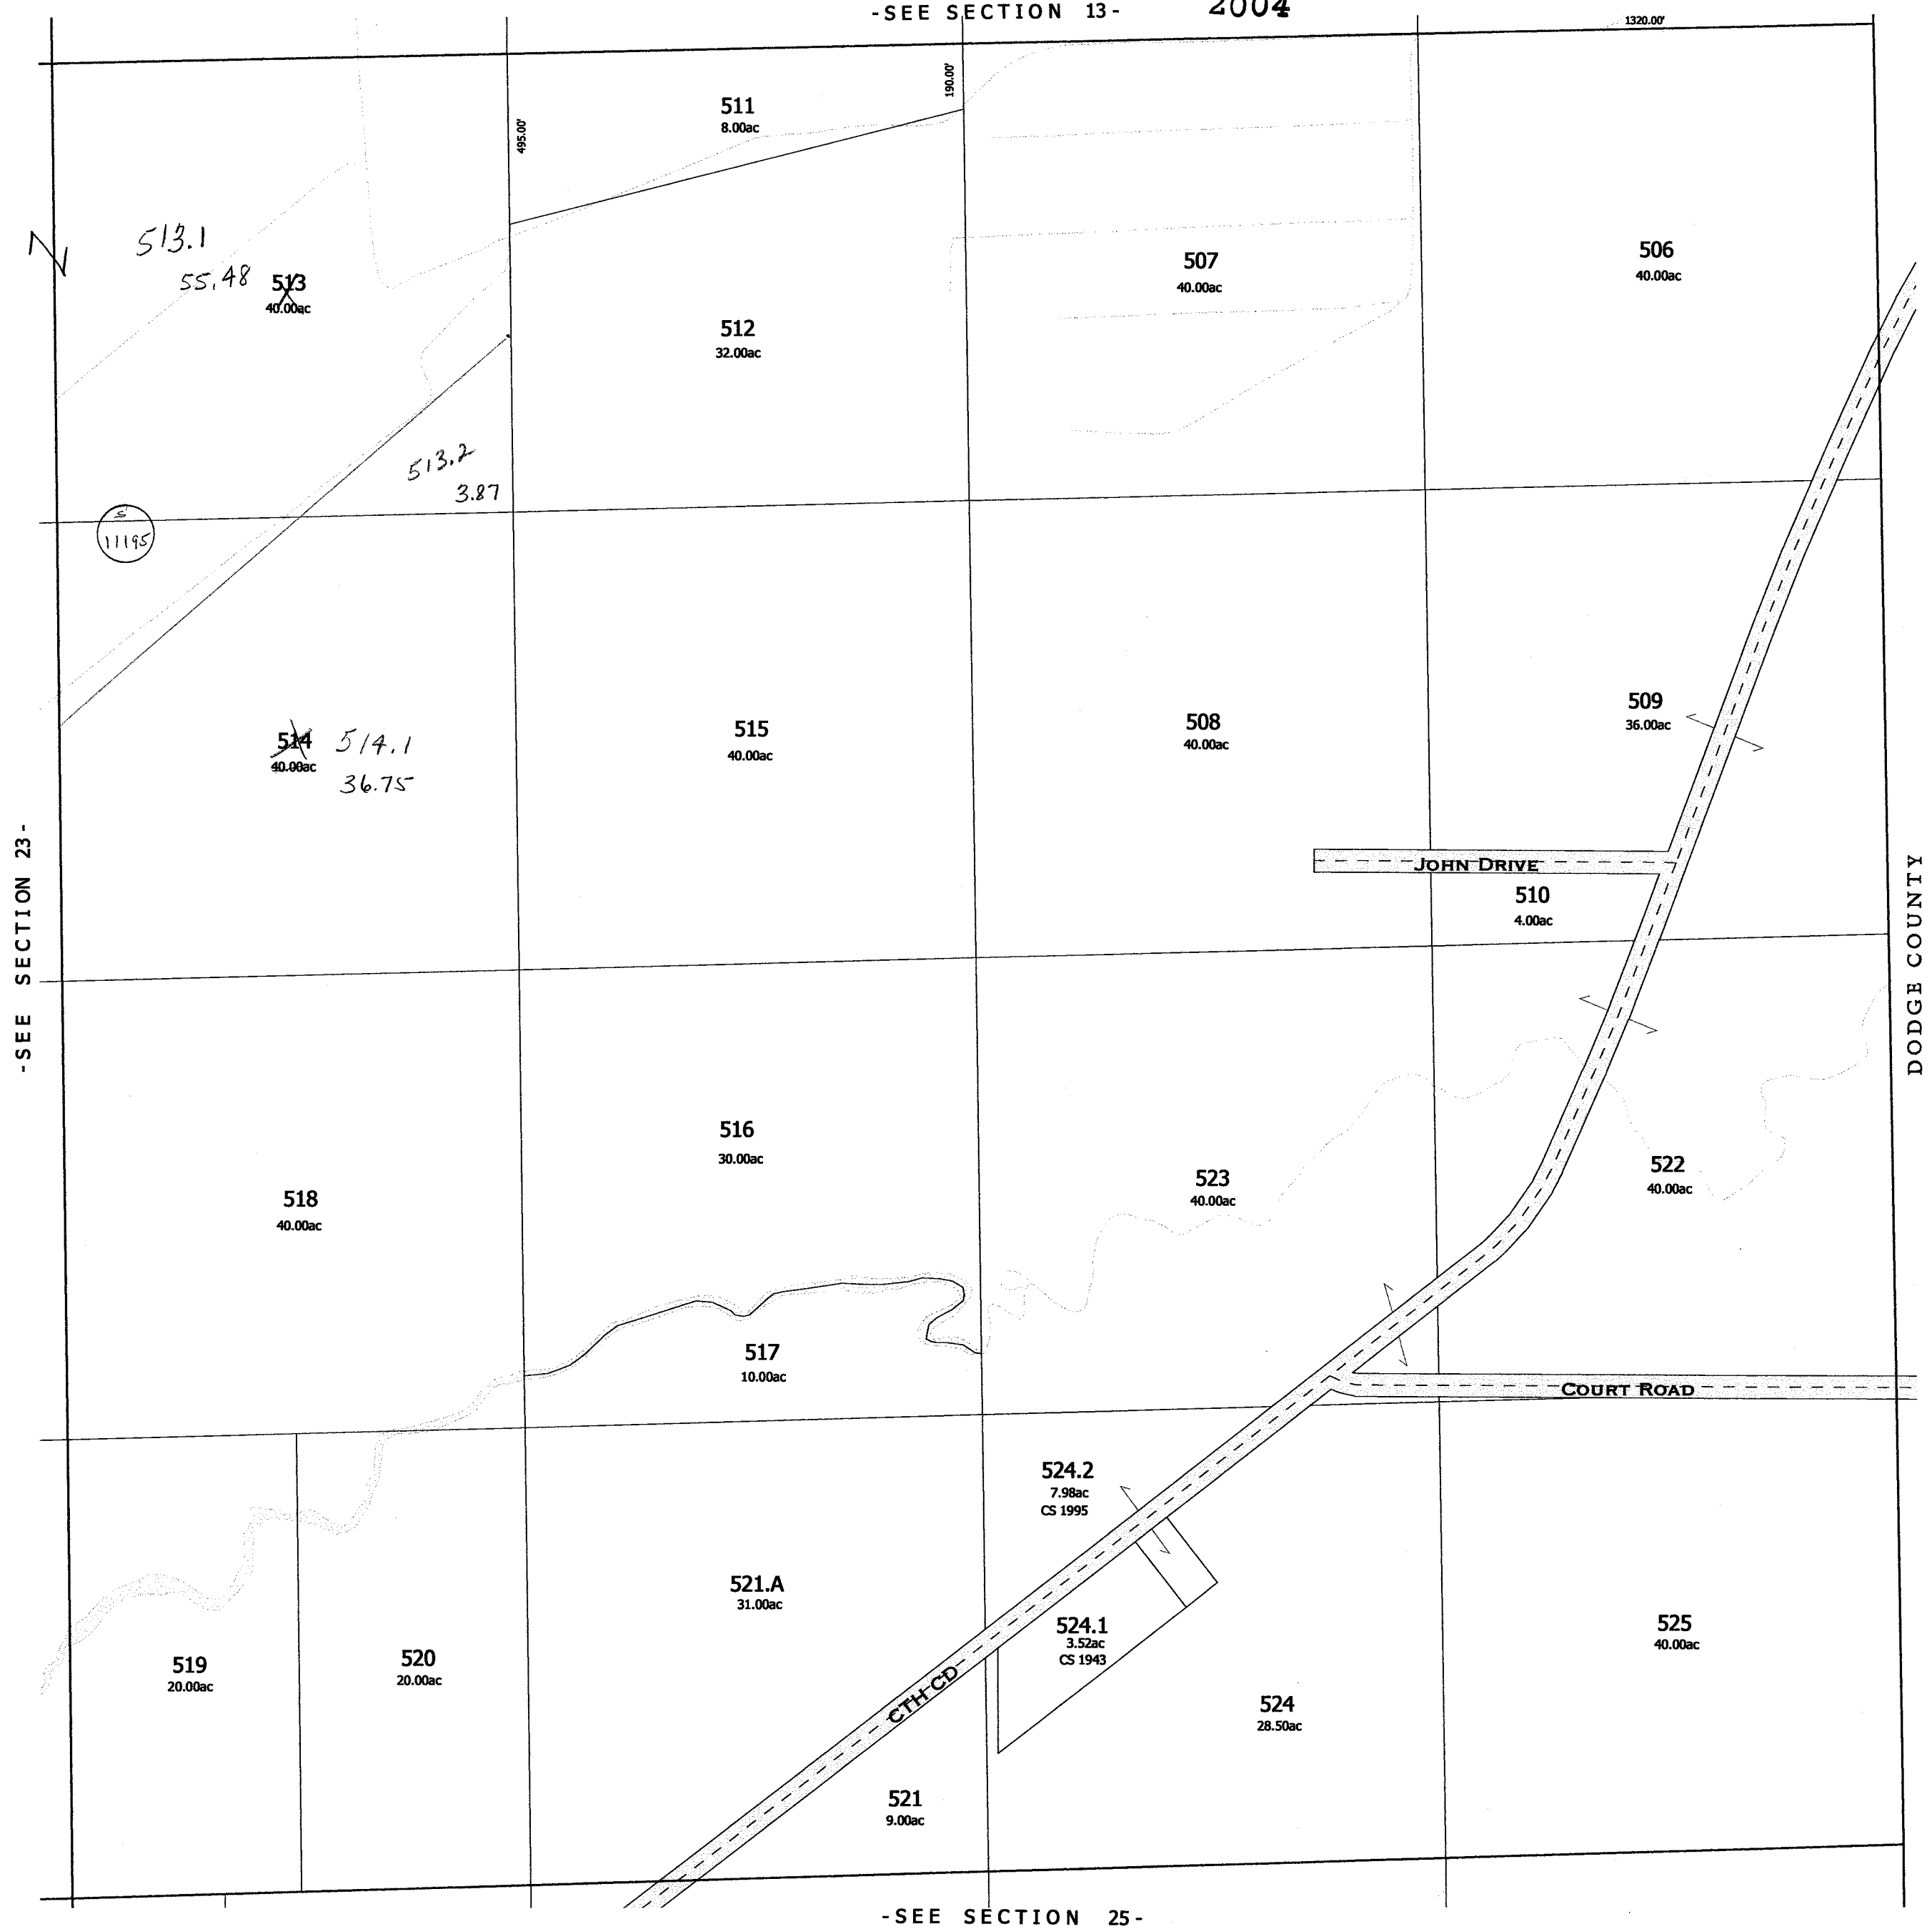 -SEE SECTION 13-
2004
1320.00'
190.00'
495.00'
511
8.00ac
513.1
55.48
513
40.00ac
N
512
32.00ac
507
40.00ac
506
40.00ac
513.2
3.87
S
11195
514
40.00ac
514.1
36.75
515
40.00ac
508
40.00ac
509
36.00ac
JOHN DRIVE
510
4.00ac
-SEE SECTION 23-
DODGE COUNTY
516
30.00ac
518
40.00ac
523
40.00ac
522
40.00ac
517
10.00ac
COURT ROAD
524.2
7.98ac
CS 1995
521.A
31.00ac
524.1
3.52ac
CS 1943
525
40.00ac
519
20.00ac
520
20.00ac
CTH CD
524
28.50ac
521
9.00ac
-SEE SECTION 25-